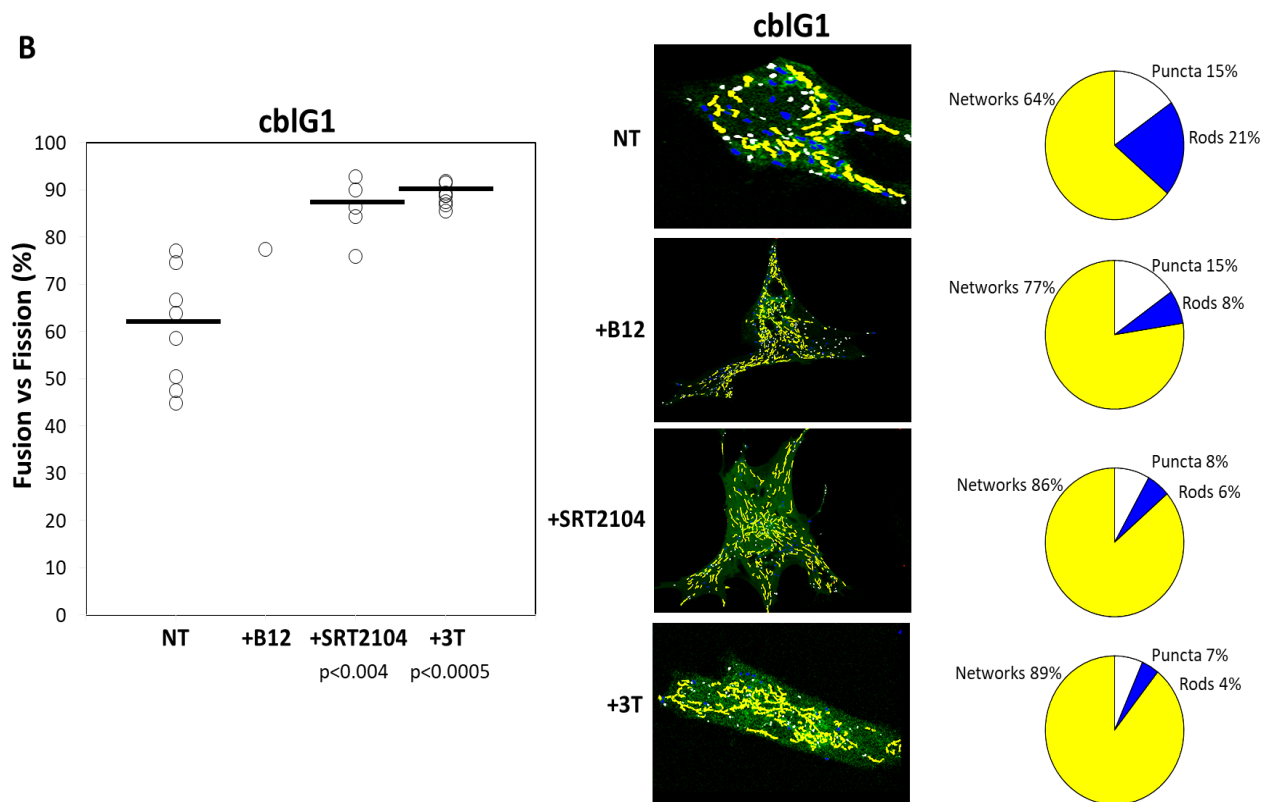 B
cblG1
Fusion vs Fission (%)
100
90
80
70
60
50
40
30
20
10
0
NT
+B12
+SRT2104
+3T
p<0.004
p<0.0005
cblG1
NT
Networks 64%
Puncta 15%
Rods 21%
+B12
Networks 77%
Puncta 15%
Rods 8%
+SRT2104
Networks 86%
Puncta 8%
Rods 6%
+3T
Networks 89%
Puncta 7%
Rods 4%